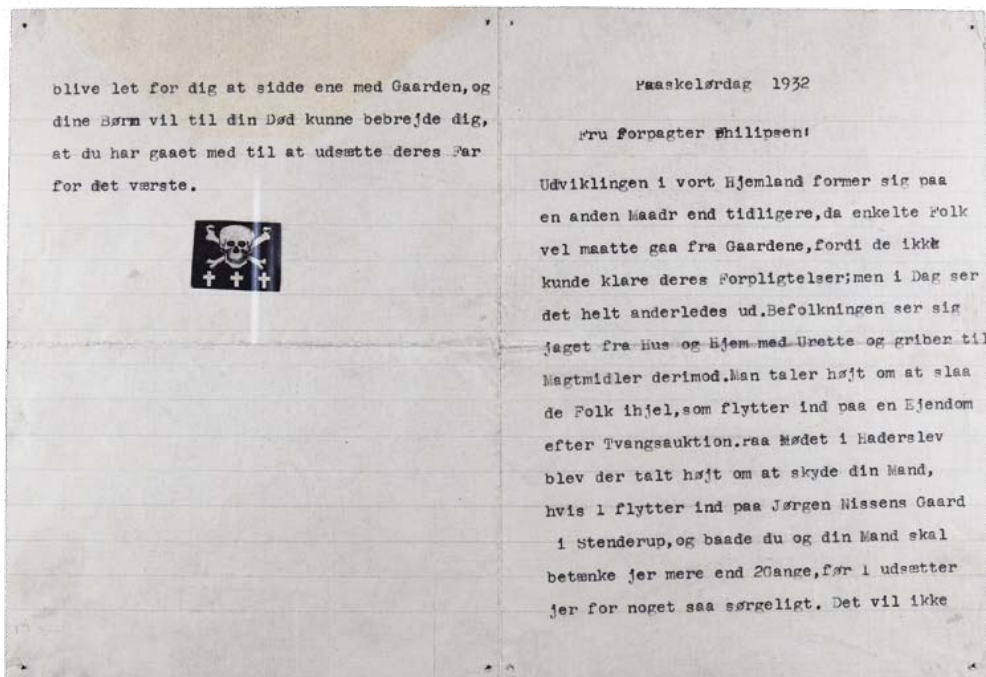 Paaskelørdag 1932
Fru Forpagter Philipsen!
Udviklingen i vort Hjemland former sig paa
en anden Maadr end tidligere,da enkelte Folk
vel maatte gaa fra Gaardene,fordi de ikke
kunde klare deres Forpligtelser;men i Dag ser
det helt anderledes ud.Befolkningen ser sig
jaget fra Hus og Hjem med Urette og griber til
Magtmidler derimod.Man taler højt om at slaa
de Folk ihjel,som flytter ind paa en Ejendom
efter Tvangsauktion.Paa Mødet i Haderslev
blev der talt højt om at skyde din Mand,
hvis I flytter ind paa Jørgen Nissens Gaard
i Stenderup,og baade du og din Mand skal
betænke jer mere end 2Gange,før I udsætter
jer for noget saa sørgeligt. Det vil ikke
blive let for dig at sidde ene med Gaarden,og
dine Børn vil til din Død kunne bebrejde dig,
at du har gaaet med til at udsætte deres Far
for det værste.